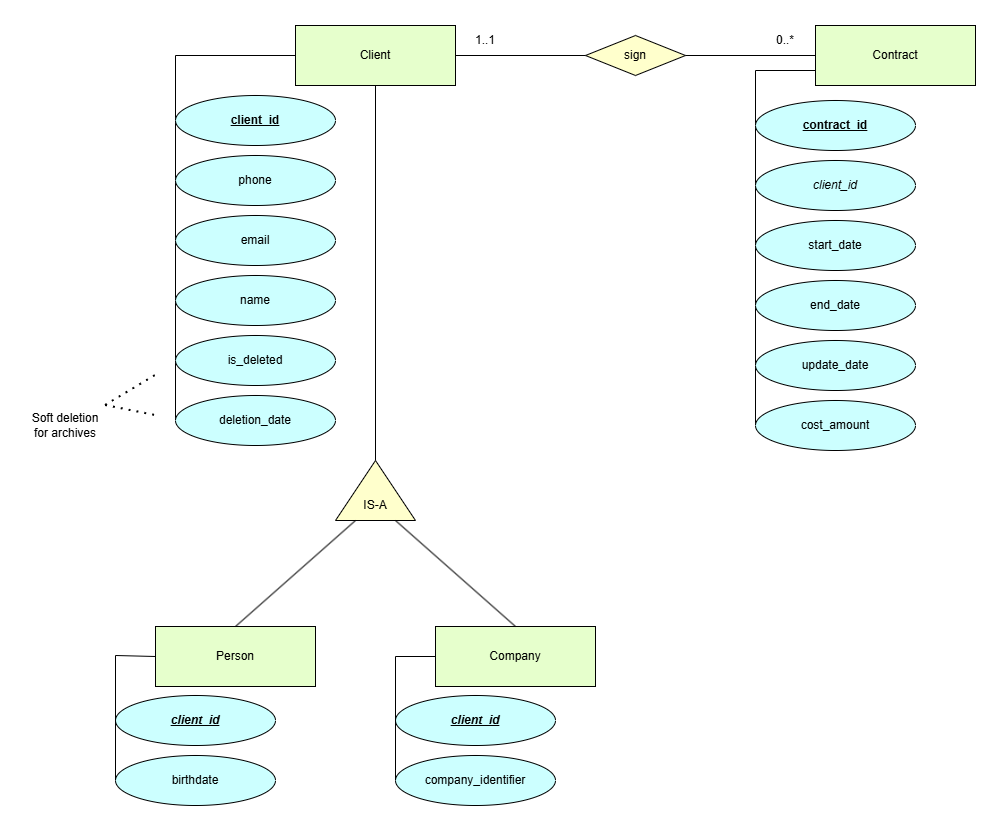 Client
1..1
sign
0..*
Contract
client_id
phone
email
name
is_deleted
deletion_date
Soft deletion
for archives
contract_id
client_id
start_date
end_date
update_date
cost_amount
IS-A
Person
client_id
birthdate
Company
client_id
company_identifier